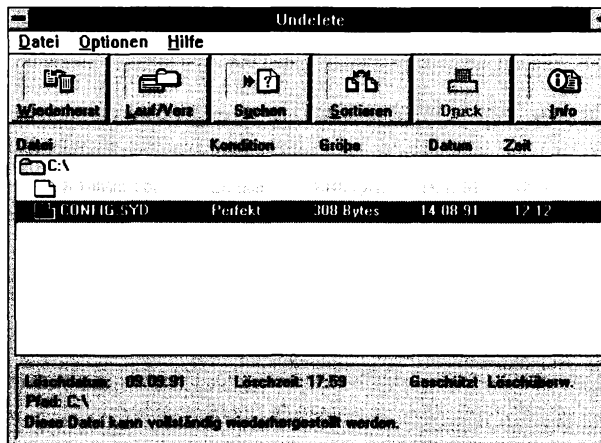 Undelete
Datei Optionen Hilfe
Wiederherst Lauf/Verz Suchen Sortieren Druck Info
Datei Kondition Größe Datum Zeit
C:\
CONFIG.SYD Perfekt 308 Bytes 14.08.91 12:12
Löschdatum: 09.09.91 Löschzeit: 17:59 Geschützt Löschüberw.
Pfad: C:\
Diese Datei kann vollständig wiederhergestellt werden.